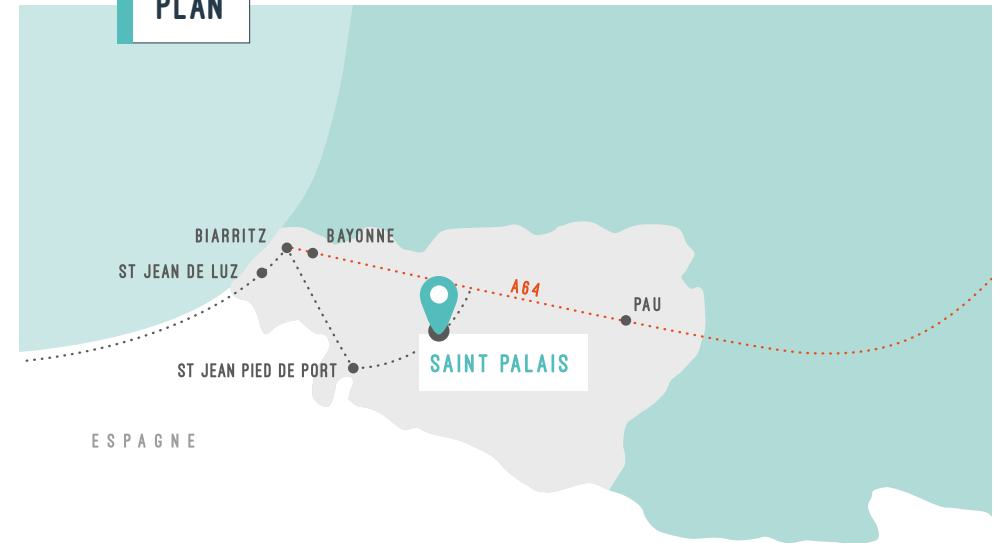 PLAN
BIARRITZ
BAYONNE
ST JEAN DE LUZ
A64
PAU
SAINT PALAIS
ST JEAN PIED DE PORT
ESPAGNE